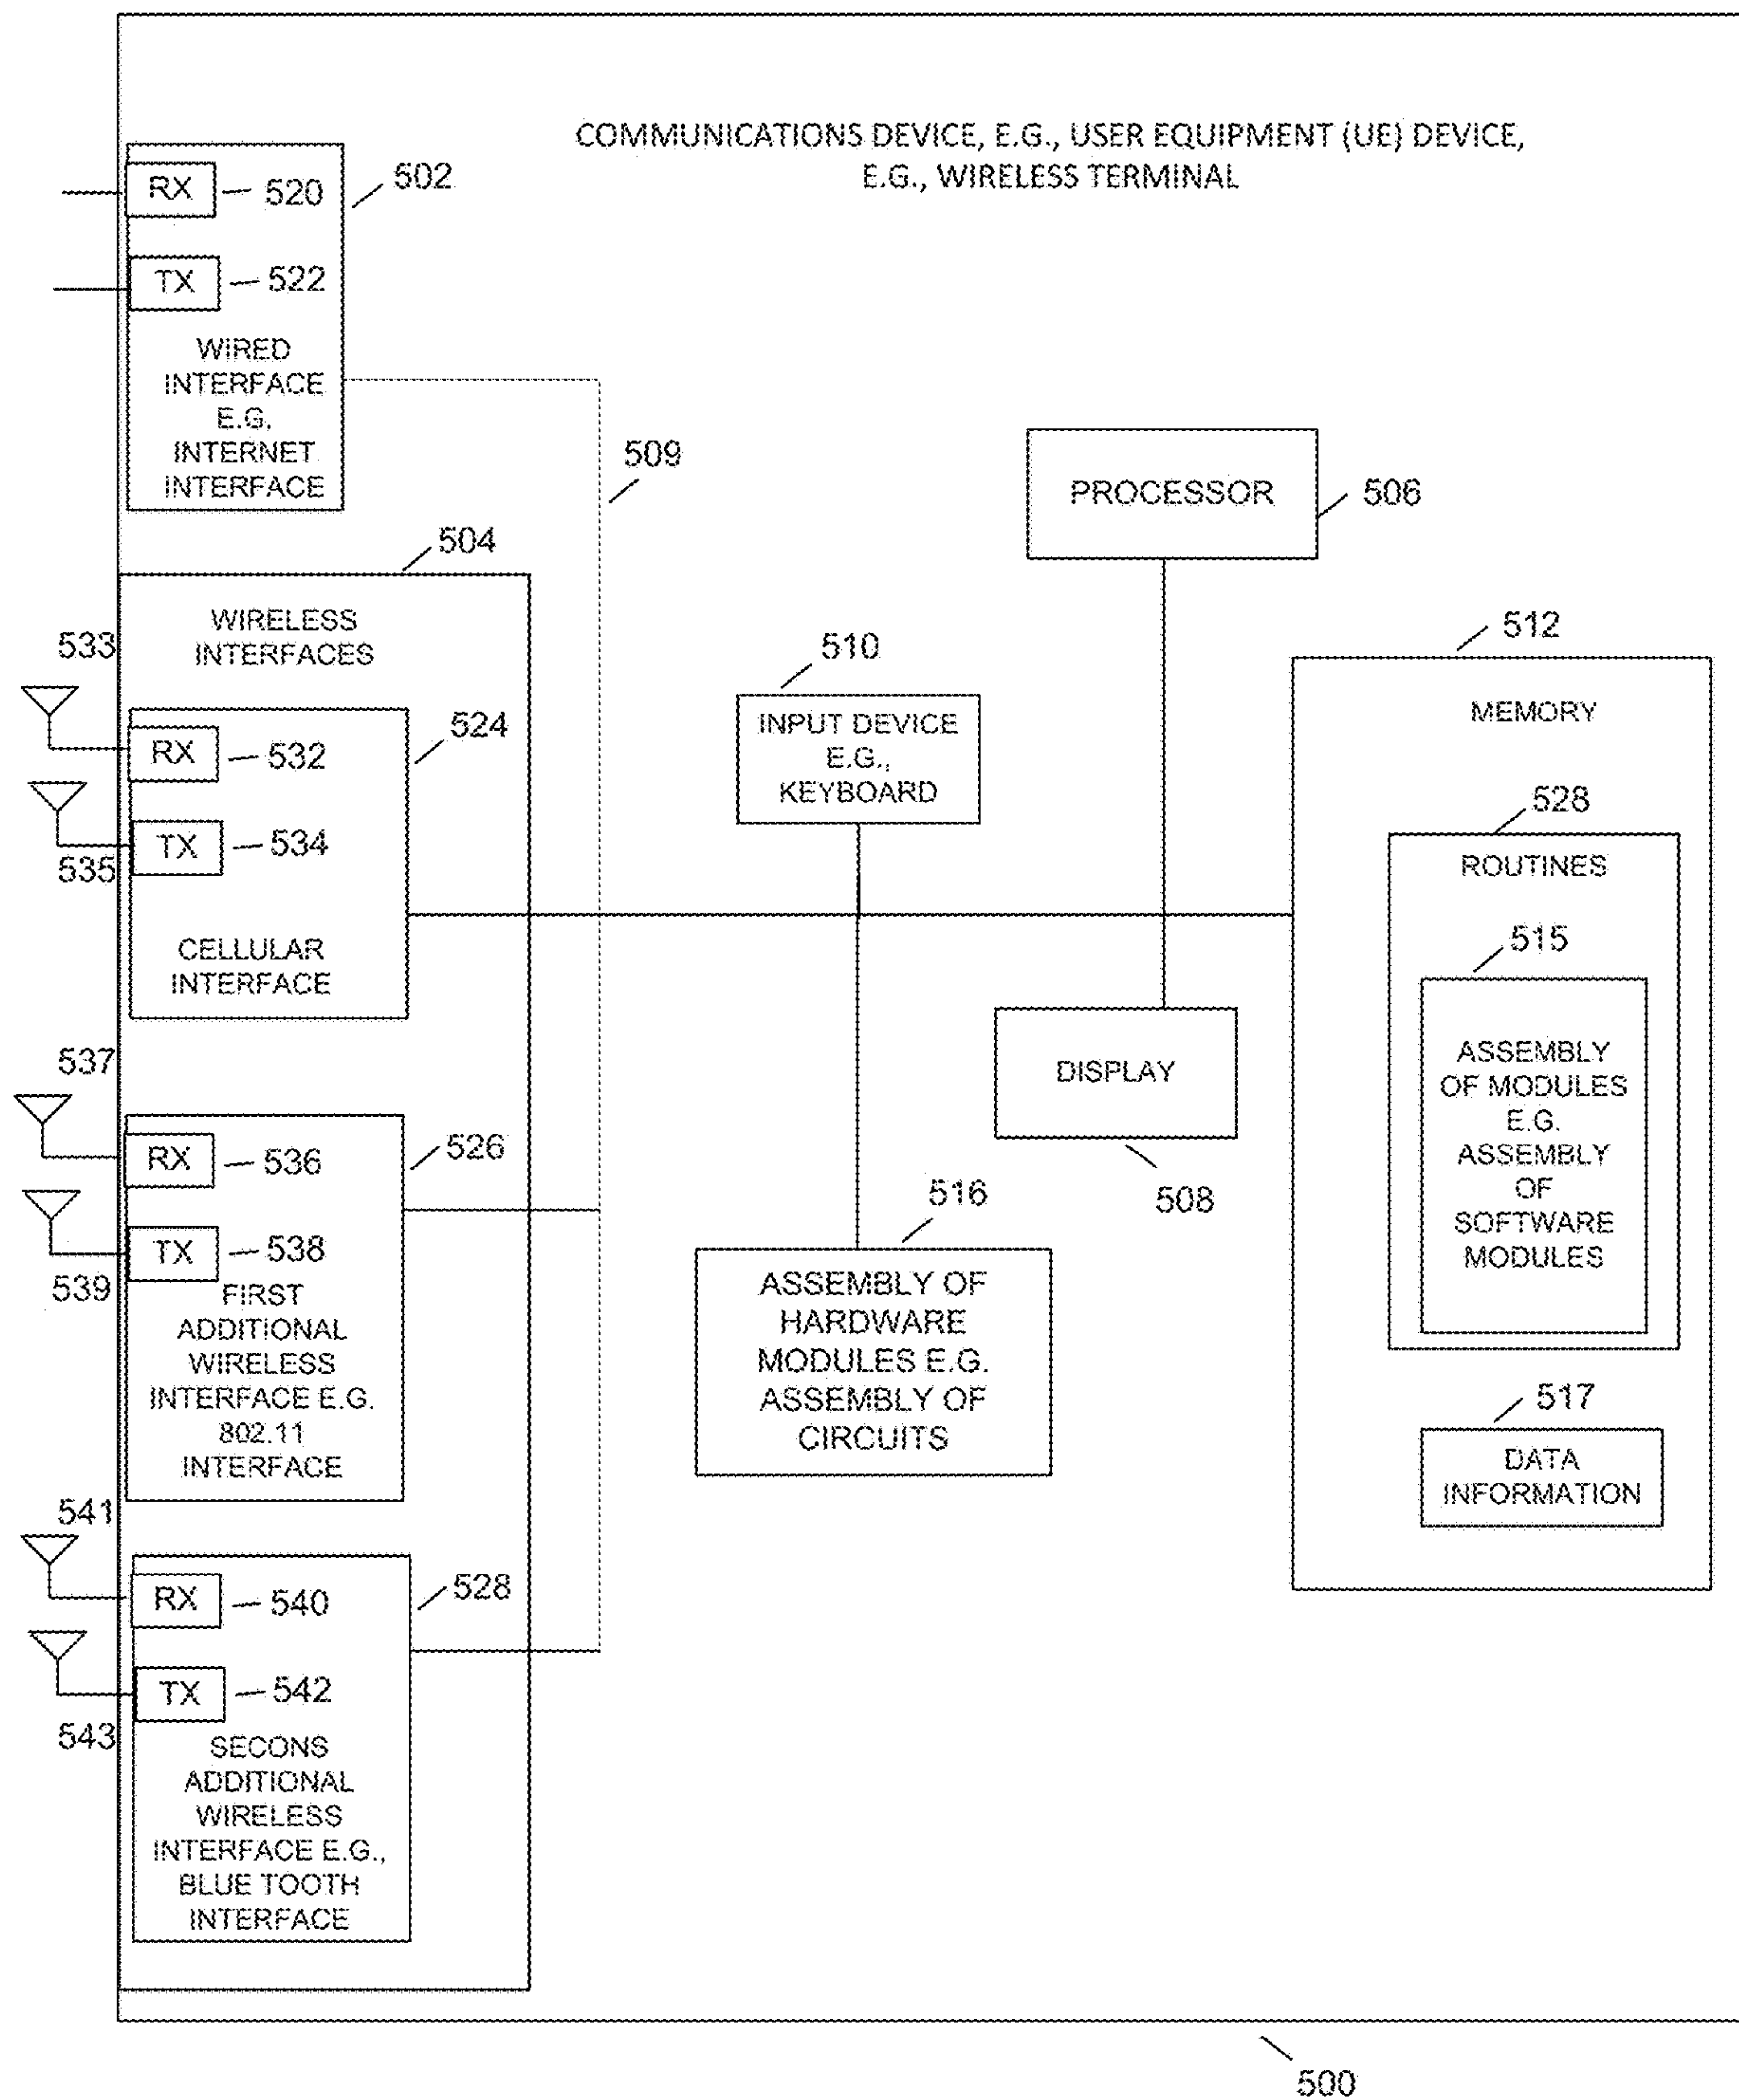 COMMUNICATIONS DEVICE, E.G., USER EQUIPMENT (UE) DEVICE,
E.G., WIRELESS TERMINAL
RX
520
502
TX
522
WIRED
INTERFACE
E.G.
INTERNET
INTERFACE
509
PROCESSOR
506
504
WIRELESS
INTERFACES
533
RX
532
524
TX
534
535
CELLULAR
INTERFACE
510
INPUT DEVICE
E.G.,
KEYBOARD
512
MEMORY
528
ROUTINES
515
ASSEMBLY
OF MODULES
E.G.
ASSEMBLY
OF
SOFTWARE
MODULES
517
DATA
INFORMATION
DISPLAY
508
516
ASSEMBLY OF
HARDWARE
MODULES E.G.
ASSEMBLY OF
CIRCUITS
537
RX
536
526
TX
538
539
FIRST
ADDITIONAL
WIRELESS
INTERFACE E.G.
802.11
INTERFACE
541
RX
540
528
TX
542
543
SECONS
ADDITIONAL
WIRELESS
INTERFACE E.G.,
BLUE TOOTH
INTERFACE
500